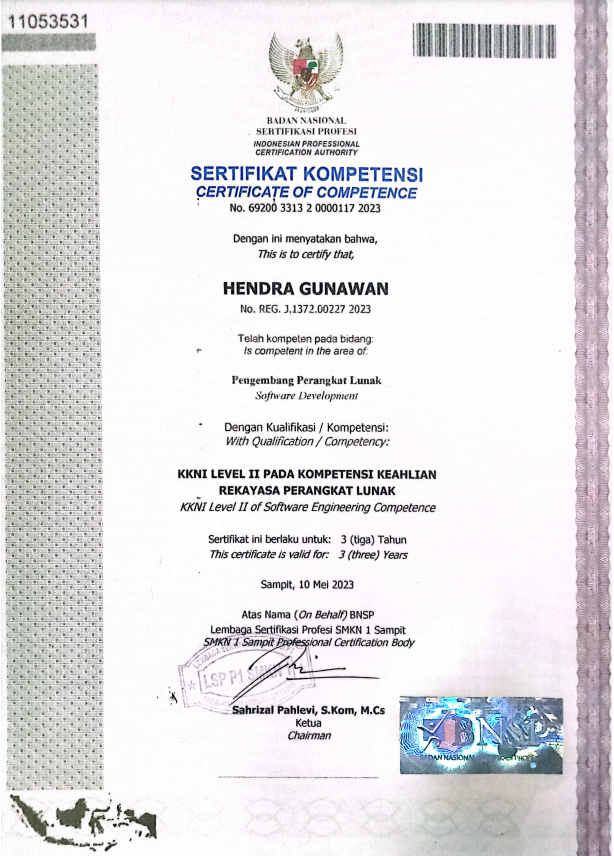 11053531
BADAN NASIONAL
SERTIFIKASI PROFESI
INDONESIAN PROFESSIONAL
CERTIFICATION AUTHORITY
SERTIFIKAT KOMPETENSI
CERTIFICATE OF COMPETENCE
No. 69200 3313 2 0000117 2023
Dengan ini menyatakan bahwa,
This is to certify that,
HENDRA GUNAWAN
No. REG. J.1372.00227 2023
Telah kompeten pada bidang:
Is competent in the area of:
Pengembang Perangkat Lunak
Software Development
Dengan Kualifikasi / Kompetensi:
With Qualification / Competency:
KKNI LEVEL II PADA KOMPETENSI KEAHLIAN
REKAYASA PERANGKAT LUNAK
KKNI Level II of Software Engineering Competence
Sertifikat ini berlaku untuk: 3 (tiga) Tahun
This certificate is valid for: 3 (three) Years
Sampit, 10 Mei 2023
Atas Nama (On Behalf) BNSP
Lembaga Sertifikasi Profesi SMKN 1 Sampit
SMKN 1 Sampit Professional Certification Body
LSP P1 SMKN 1
Sahrizal Pahlevi, S.Kom, M.Cs
Ketua
Chairman
BNSP
BADAN NASIONAL